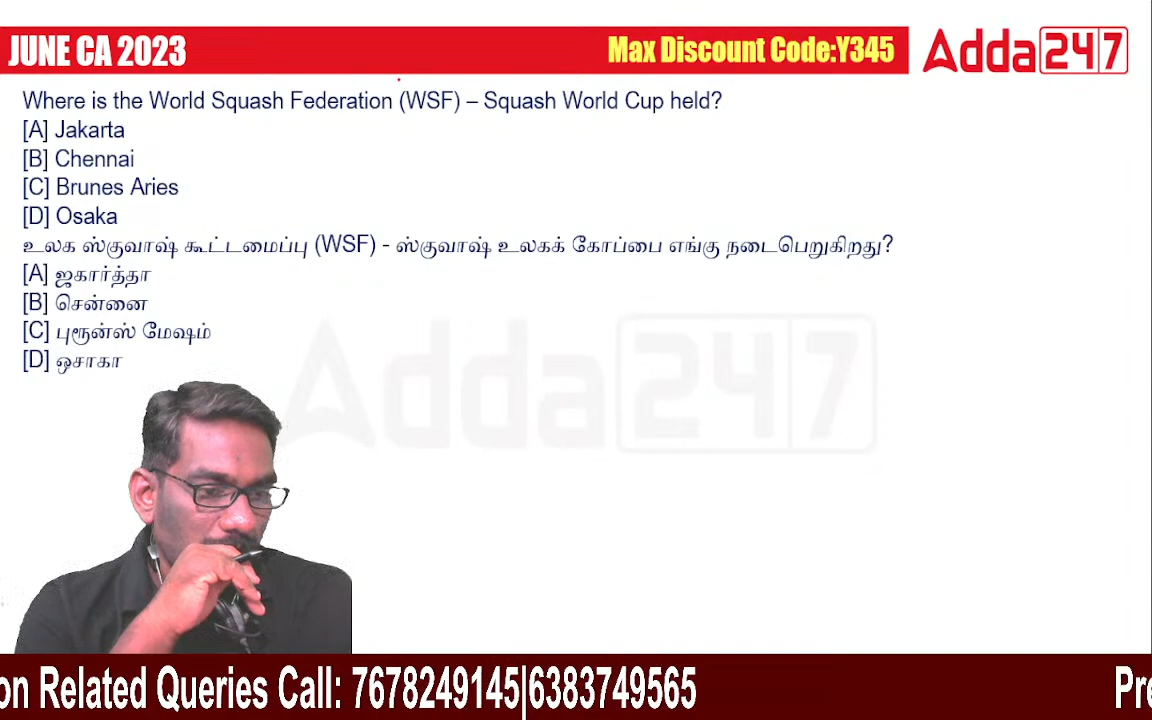 JUNE CA 2023
Max Discount Code:Y345
Adda247
Where is the World Squash Federation (WSF) – Squash World Cup held?
[A] Jakarta
[B] Chennai
[C] Brunes Aries
[D] Osaka
உலக ஸ்குவாஷ் கூட்டமைப்பு (WSF) - ஸ்குவாஷ் உலகக் கோப்பை எங்கு நடைபெறுகிறது?
[A] ஜகார்த்தா
[B] சென்னை
[C] புரூன்ஸ் மேஷம்
[D] ஒசாகா
Adda247
on Related Queries Call: 7678249145|6383749565
Pre